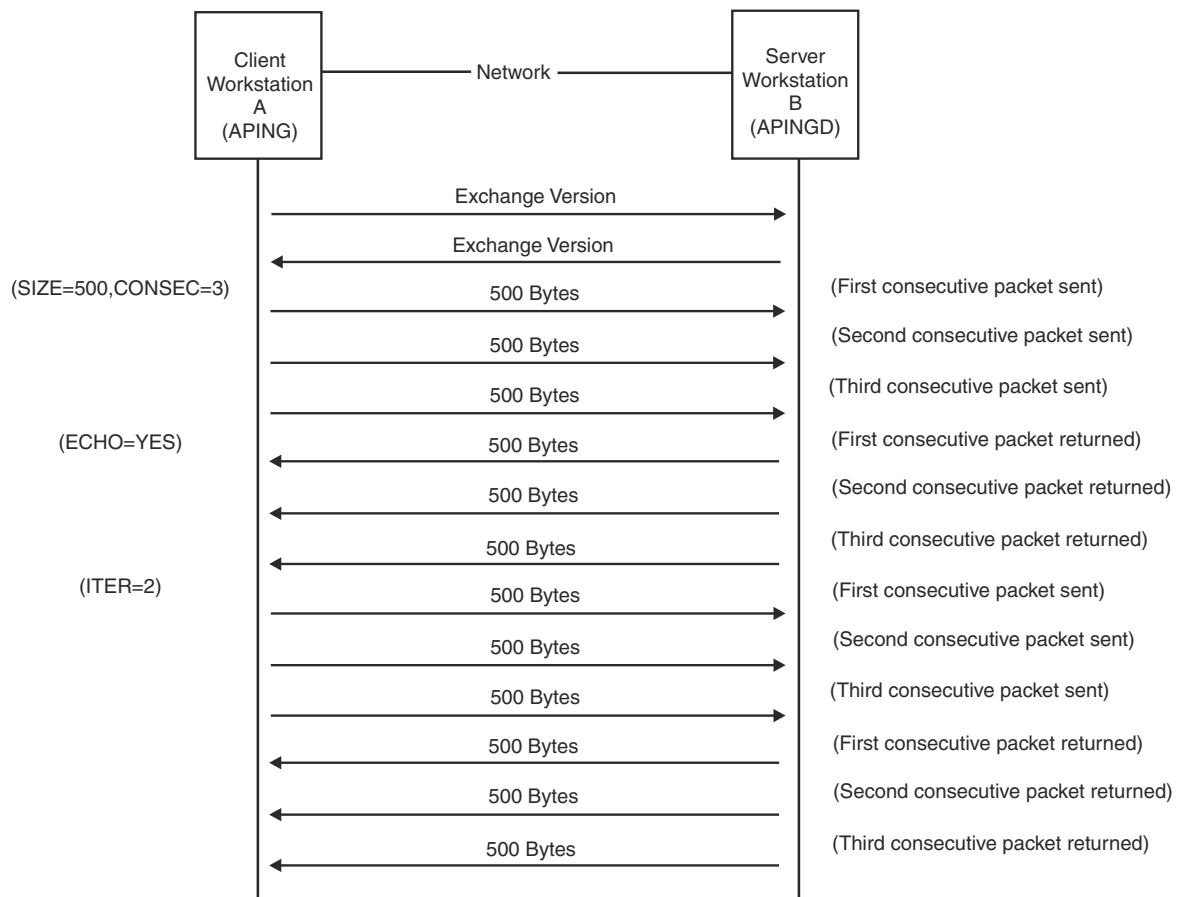 Client
Workstation
A
(APING)
Network
Server
Workstation
B
(APINGD)
Exchange Version
Exchange Version
(SIZE=500,CONSEC=3)
500 Bytes
(First consecutive packet sent)
500 Bytes
(Second consecutive packet sent)
500 Bytes
(Third consecutive packet sent)
(ECHO=YES)
500 Bytes
(First consecutive packet returned)
500 Bytes
(Second consecutive packet returned)
500 Bytes
(Third consecutive packet returned)
(ITER=2)
500 Bytes
(First consecutive packet sent)
500 Bytes
(Second consecutive packet sent)
500 Bytes
(Third consecutive packet sent)
500 Bytes
(First consecutive packet returned)
500 Bytes
(Second consecutive packet returned)
500 Bytes
(Third consecutive packet returned)